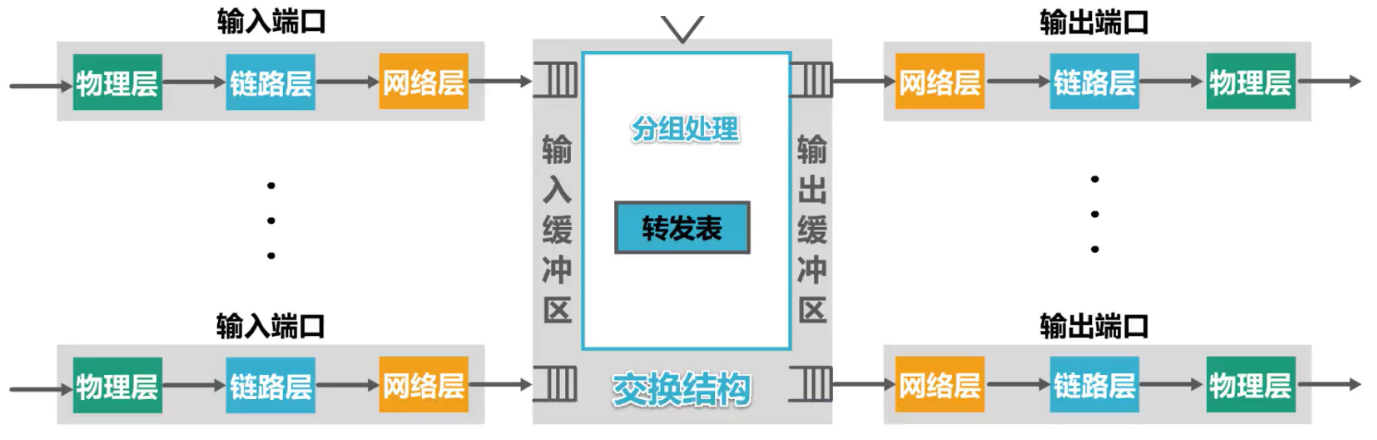 输入端口
物理层 链路层 网络层
输入端口
物理层 链路层 网络层
输入缓冲区
分组处理
转发表
交换结构
输出缓冲区
输出端口
网络层 链路层 物理层
输出端口
网络层 链路层 物理层